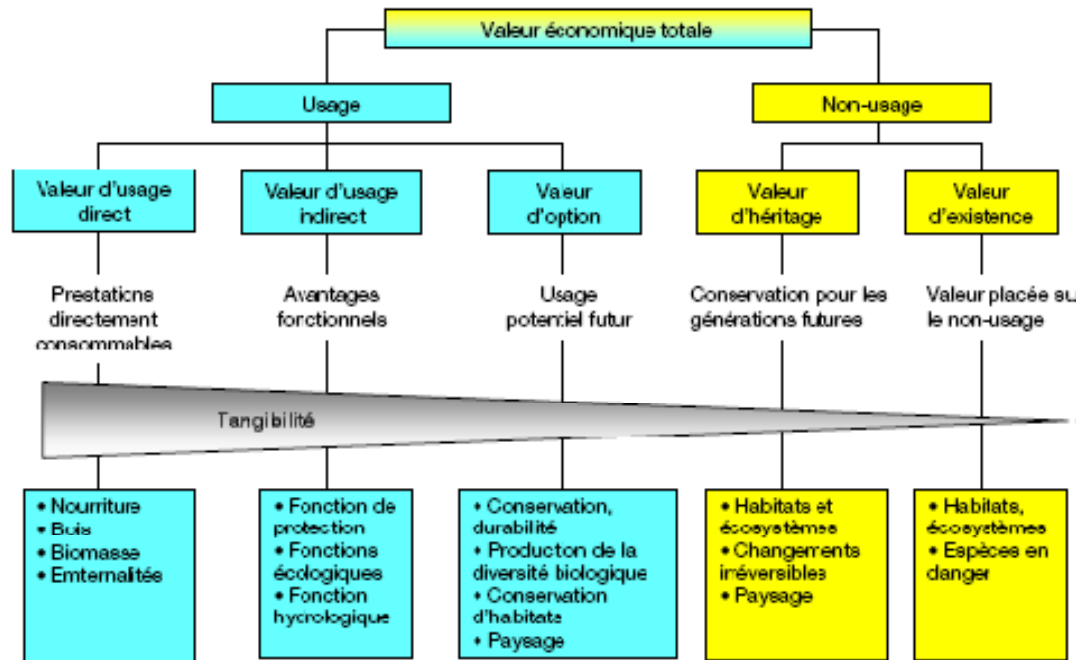 Valeur économique totale
Usage
Non-usage
Valeur d'usage
direct
Valeur d'usage
indirect
Valeur
d'option
Valeur
d'héritage
Valeur
d'existence
Prestations
directement
consommables
Avantages
fonctionnels
Usage
potentiel futur
Conservation pour les
générations futures
Valeur placée su
le non-usage
Tangibilité
• Nourriture
• Bois
• Biomasse
• Emternalités
• Fonction de
protection
• Fonctions
écologiques
• Fonction
hydrologique
• Conservation,
durabilité
• Producton de la
diversité biologique
• Conservation
d'habitats
• Paysage
• Habitats et
écosystèmes
• Changements
irréversibles
• Paysage
• Habitats,
écosystèmes
• Espèces en
danger